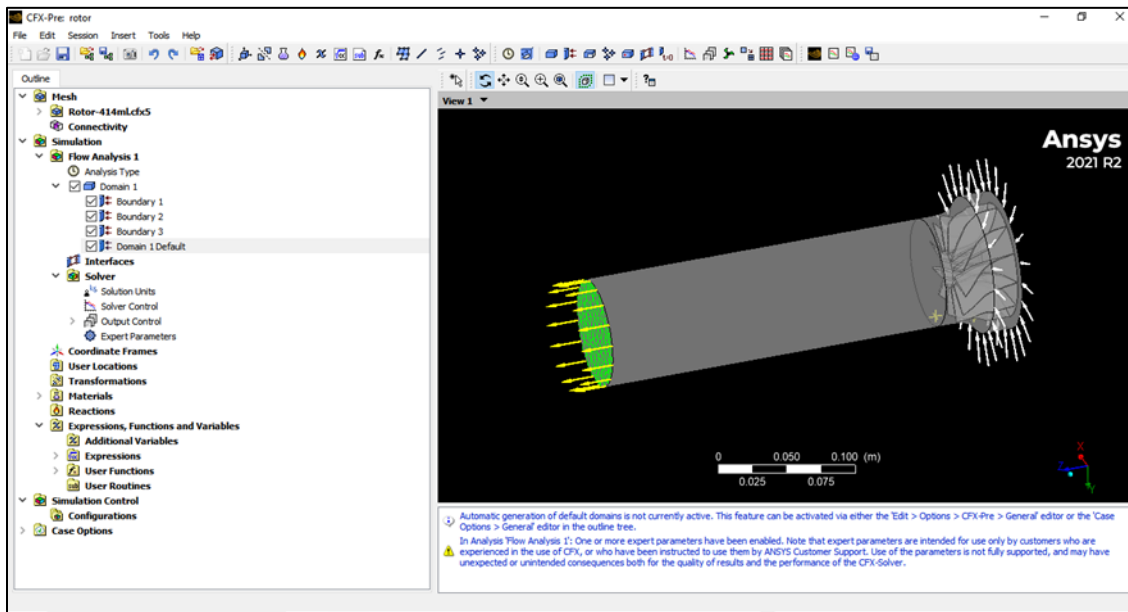 CFX-Pre: rotor
File Edit Session Insert Tools Help
Outline
Mesh
Rotor-414ml.cfx5
Connectivity
Simulation
Flow Analysis 1
Analysis Type
Domain 1
Boundary 1
Boundary 2
Boundary 3
Domain 1 Default
Interfaces
Solver
Solution Units
Solver Control
Output Control
Expert Parameters
Coordinate Frames
User Locations
Transformations
Materials
Reactions
Expressions, Functions and Variables
Additional Variables
Expressions
User Functions
User Routines
Simulation Control
Configurations
Case Options
View 1
Ansys
2021 R2
0 0.050 0.100 (m)
0.025 0.075
X
Z
Y
Automatic generation of default domains is not currently active. This feature can be activated via either the 'Edit > Options > CFX-Pre > General' editor or the 'Case
Options > General' editor in the outline tree.
In Analysis 'Flow Analysis 1': One or more expert parameters have been enabled. Note that expert parameters are intended for use only by customers who are
experienced in the use of CFX, or who have been instructed to use them by ANSYS Customer Support. Use of the parameters is not fully supported, and may have
unexpected or unintended consequences both for the quality of results and the performance of the CFX-Solver.